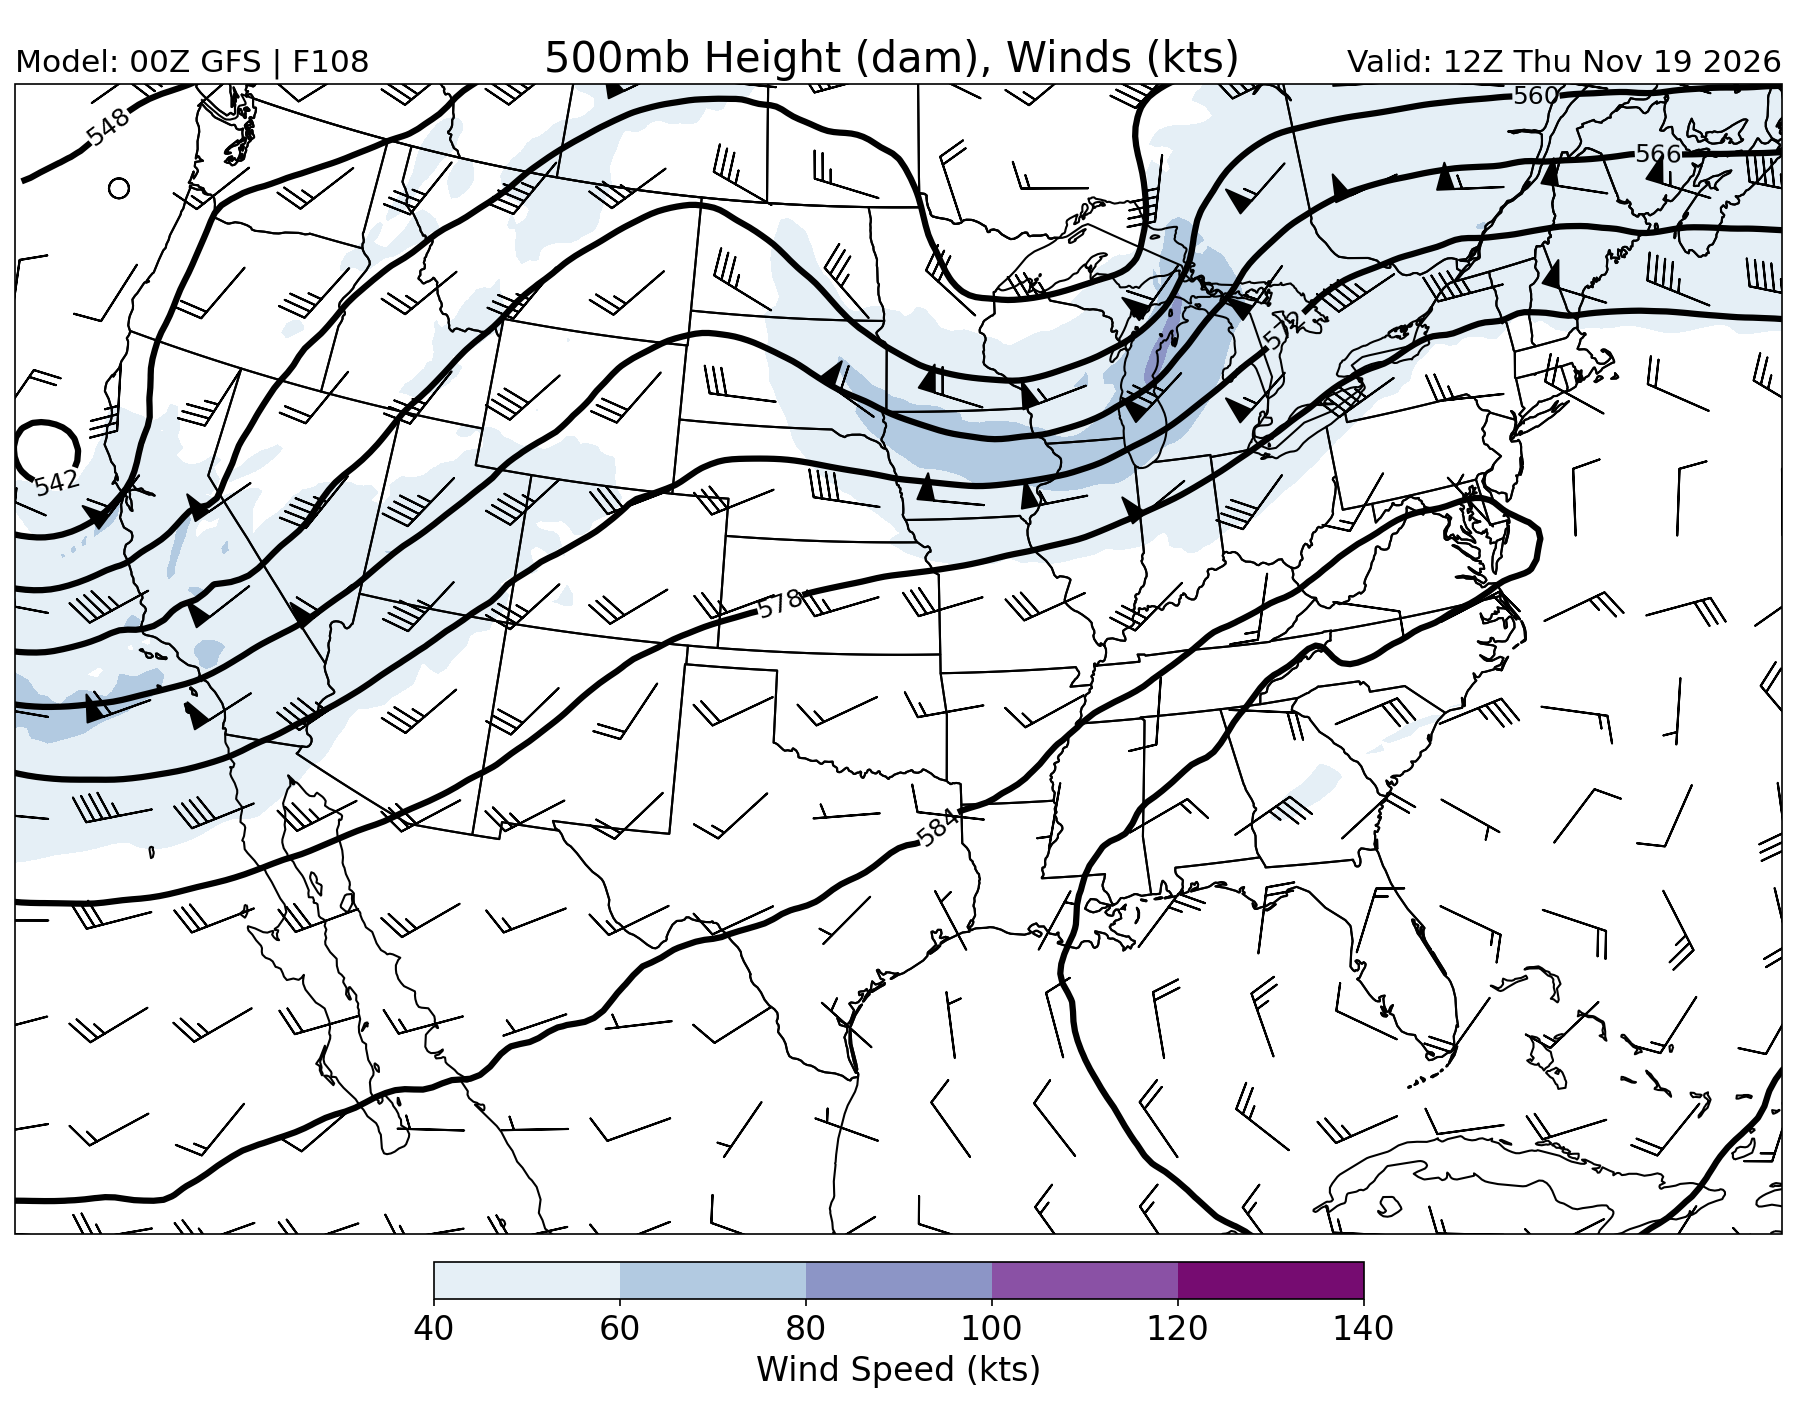 Model: 00Z GFS | F108
500mb Height (dam), Winds (kts)
Valid: 12Z Thu Nov 19 2026
548
560
566
572
542
578
584
40 60 80 100 120 140
Wind Speed (kts)